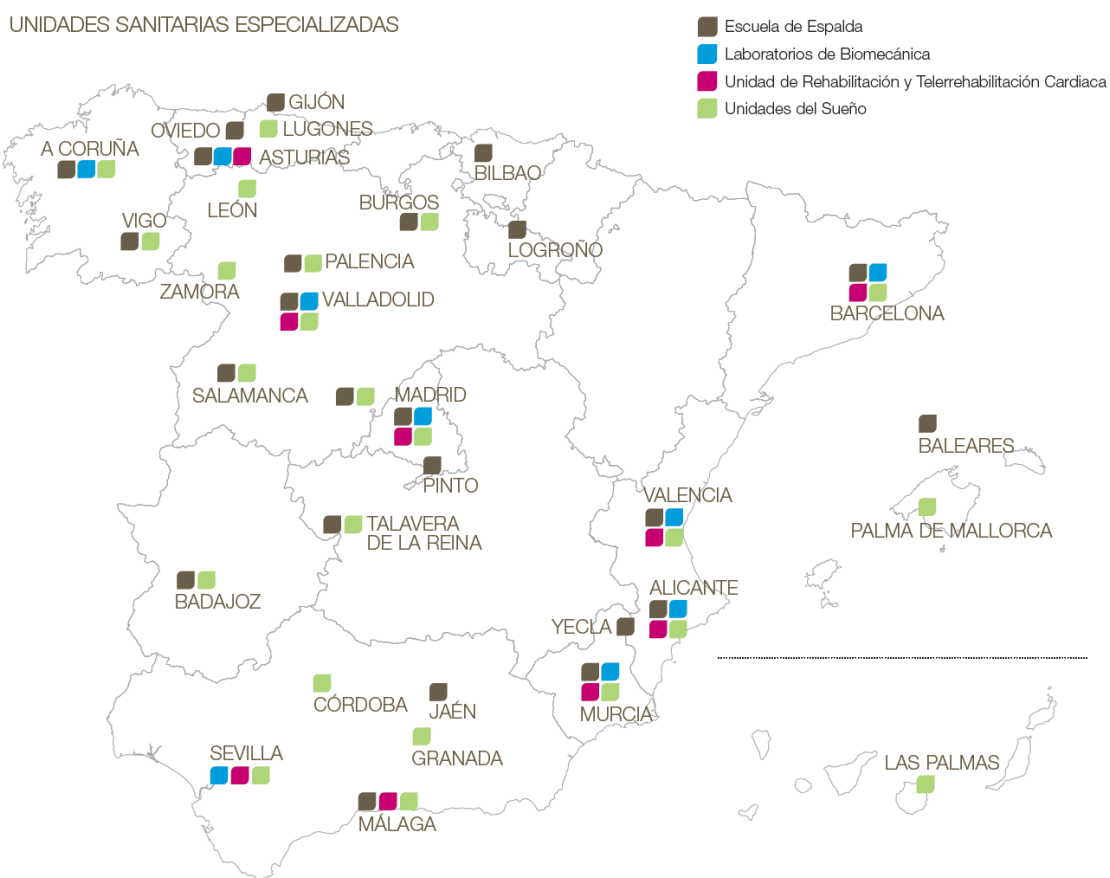 UNIDADES SANITARIAS ESPECIALIZADAS
Escuela de Espalda
Laboratorios de Biomecánica
Unidad de Rehabilitación y Telerrehabilitación Cardiaca
Unidades del Sueño
GIJÓN
OVIEDO
LUGONES
A CORUÑA
ASTURIAS
BILBAO
LEÓN
BURGOS
VIGO
LOGROÑO
PALENCIA
ZAMORA
VALLADOLID
BARCELONA
SALAMANCA
MADRID
BALEARES
PINTO
VALENCIA
TALAVERA
DE LA REINA
PALMA DE MALLORCA
BADAJOZ
ALICANTE
YECLA
CÓRDOBA
JAÉN
MURCIA
GRANADA
SEVILLA
LAS PALMAS
MÁLAGA